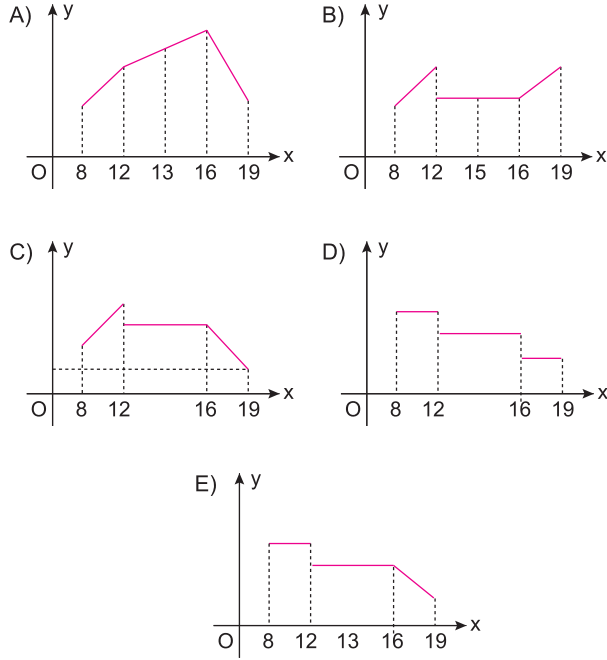 A) y
O 8 12 13 16 19 x
B) y
O 8 12 15 16 19 x
C) y
O 8 12 16 19 x
D) y
O 8 12 16 19 x
E) y
O 8 12 13 16 19 x